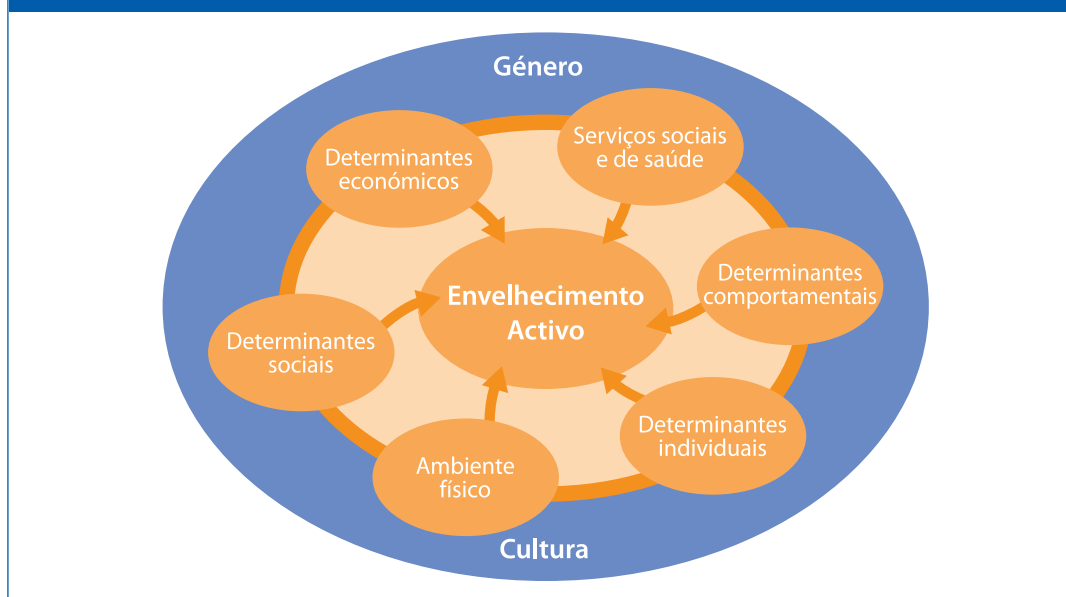 Género
Serviços sociais
e de saúde
Determinantes
económicos
Determinantes
comportamentais
Envelhecimento
Activo
Determinantes
sociais
Determinantes
individuais
Ambiente
físico
Cultura